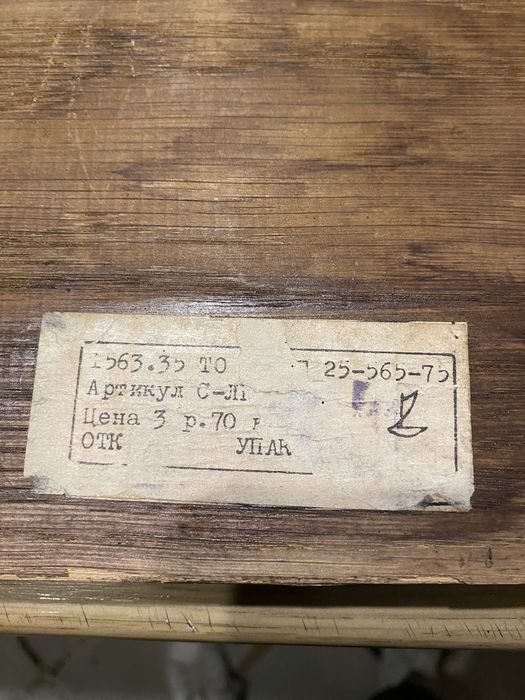 1563.35 ТО 25-565-75
Артикул С-Л
Цена 3 р.70
ОТК УПАК